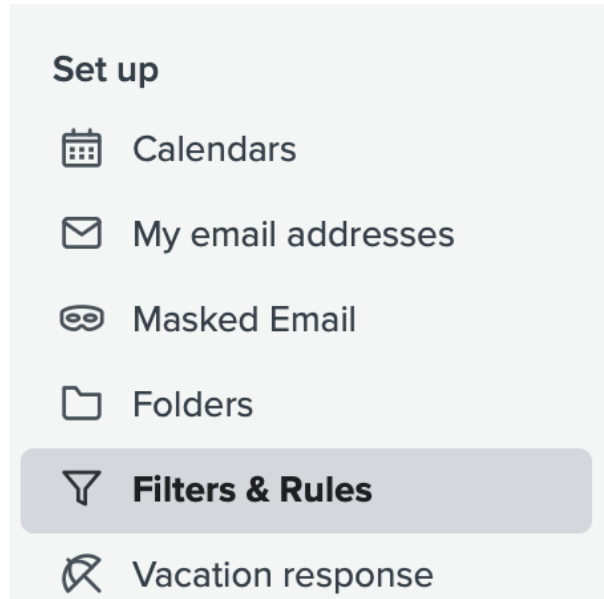 Set up
Calendars
My email addresses
Masked Email
Folders
Filters & Rules
Vacation response